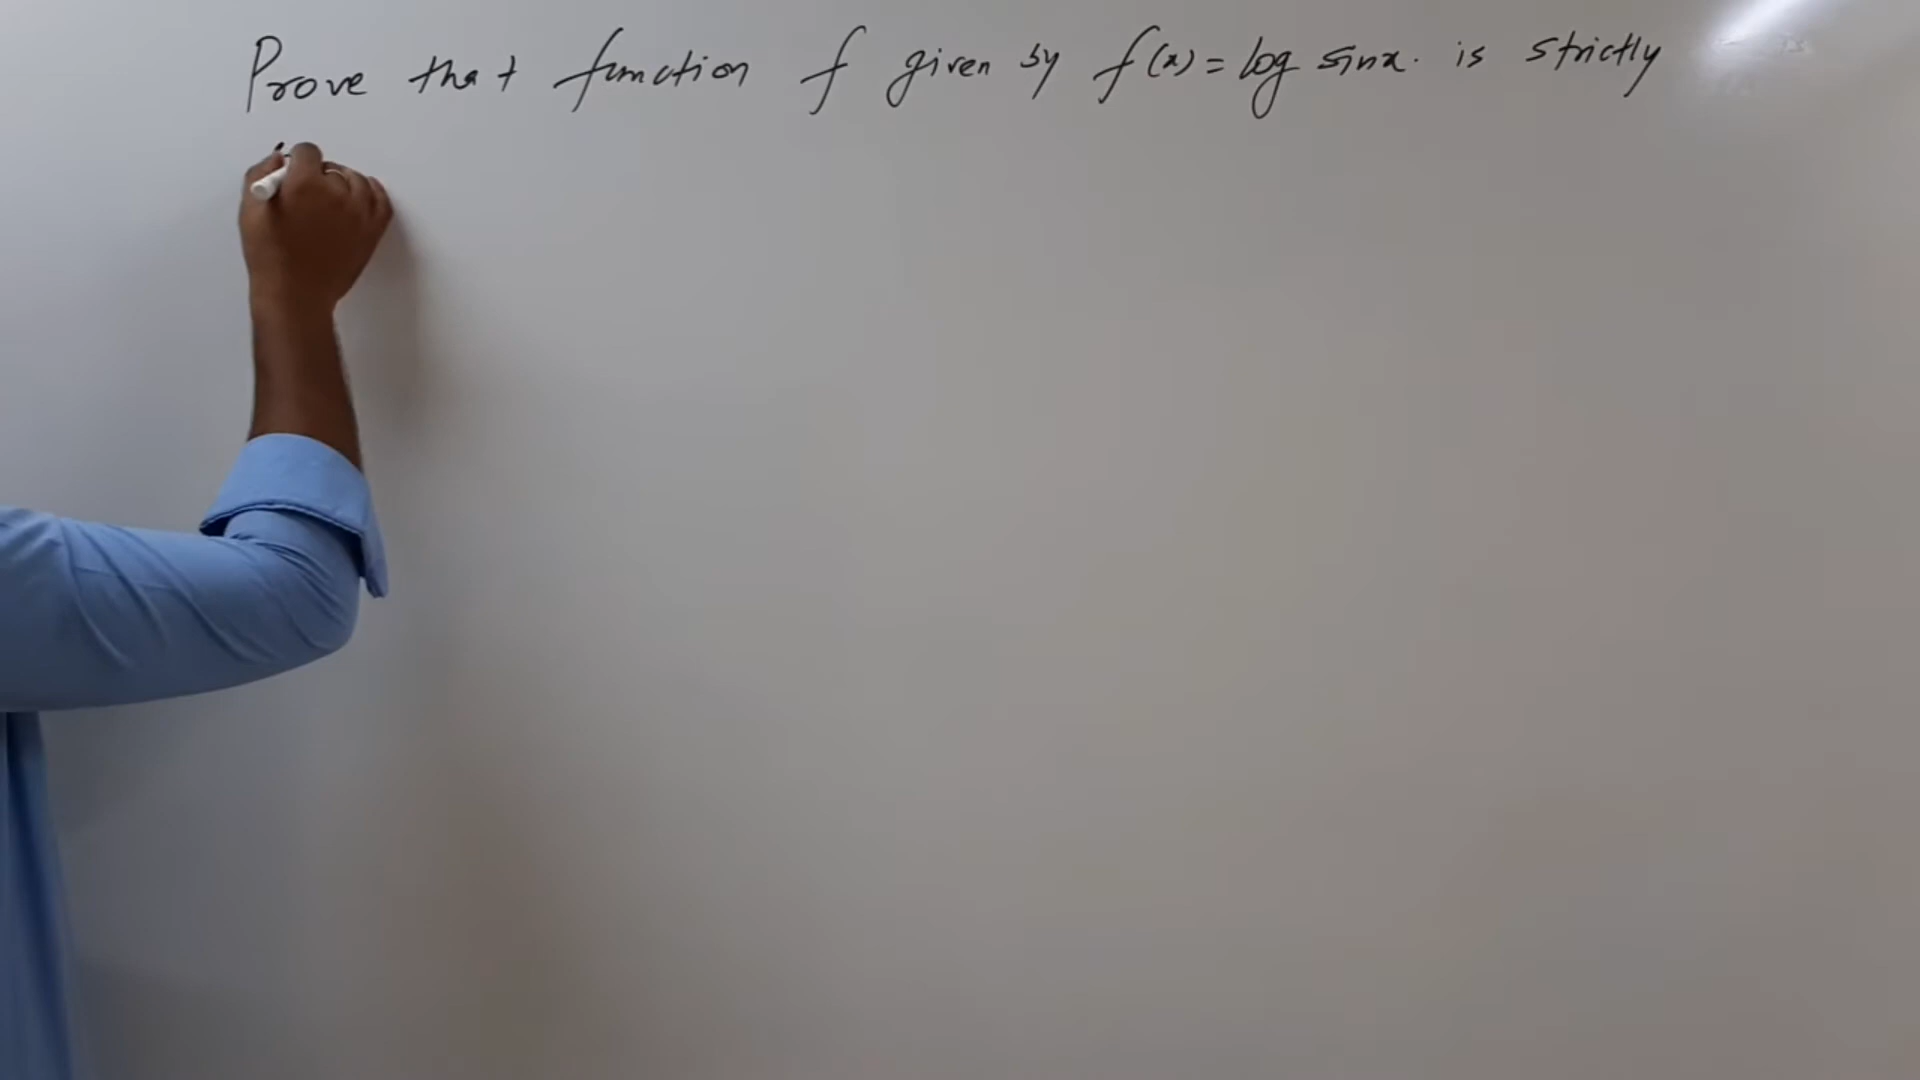 Prove that function f given by f(x) = log sinx. is strictly